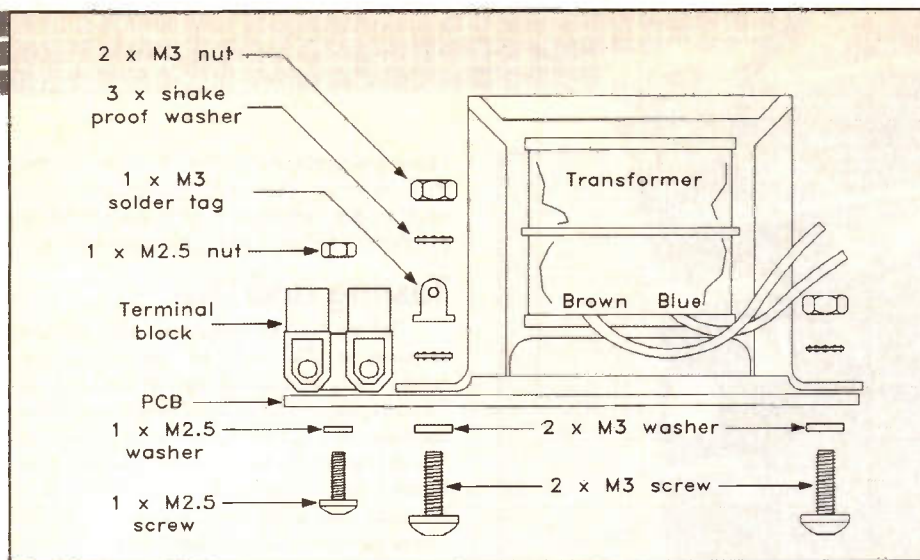 2 x M3 nut
3 x shake
proof washer
1 x M3
solder tag
1 x M2.5 nut
Terminal
block
PCB
1 x M2.5
washer
1 x M2.5
screw
Transformer
Brown Blue
2 x M3 washer
2 x M3 screw